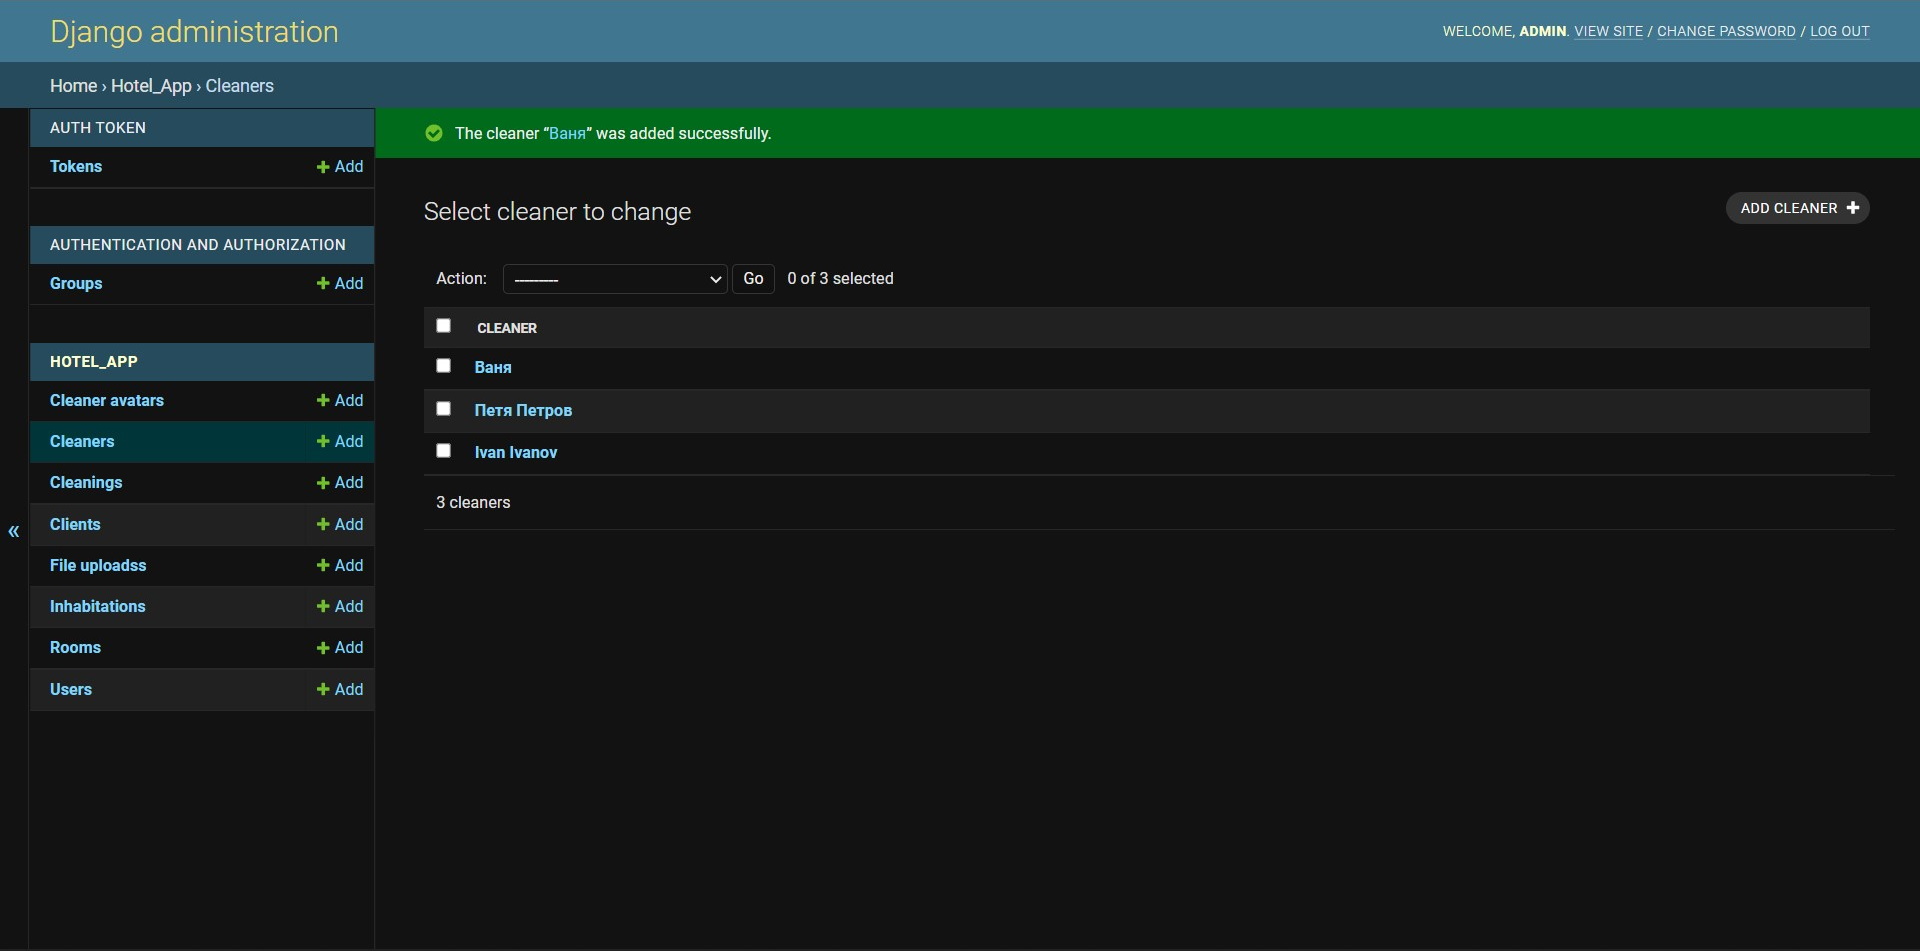 Django administration
WELCOME, ADMIN. VIEW SITE / CHANGE PASSWORD / LOG OUT
Home › Hotel_App › Cleaners
AUTH TOKEN
Tokens + Add
AUTHENTICATION AND AUTHORIZATION
Groups + Add
HOTEL_APP
Cleaner avatars + Add
Cleaners + Add
Cleanings + Add
Clients + Add
File uploadss + Add
Inhabitations + Add
Rooms + Add
Users + Add
«
The cleaner “Ваня” was added successfully.
Select cleaner to change
ADD CLEANER +
Action: --------- Go 0 of 3 selected
CLEANER
Ваня
Петя Петров
Ivan Ivanov
3 cleaners